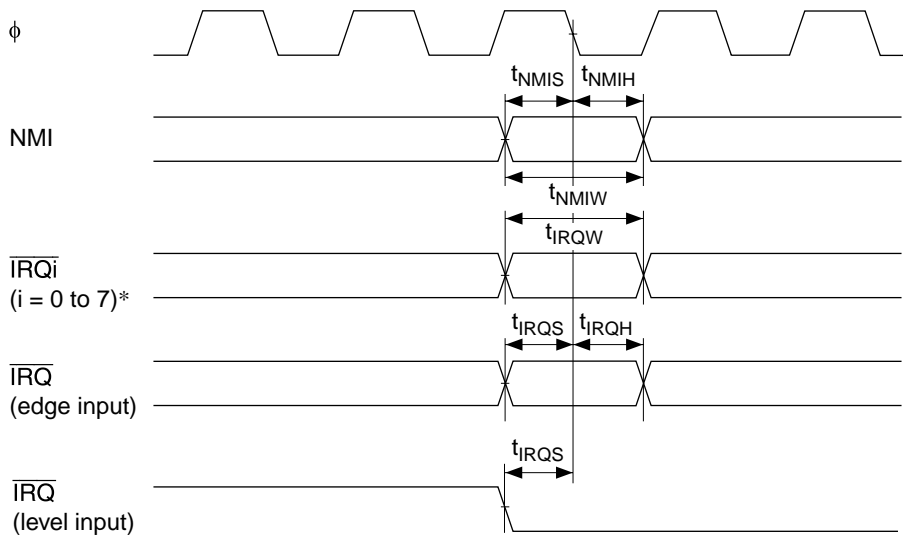 ϕ
tNMIS tNMIH
NMI
tNMIW
tIRQW
IRQi
(i = 0 to 7)*
tIRQS tIRQH
IRQ
(edge input)
tIRQS
IRQ
(level input)